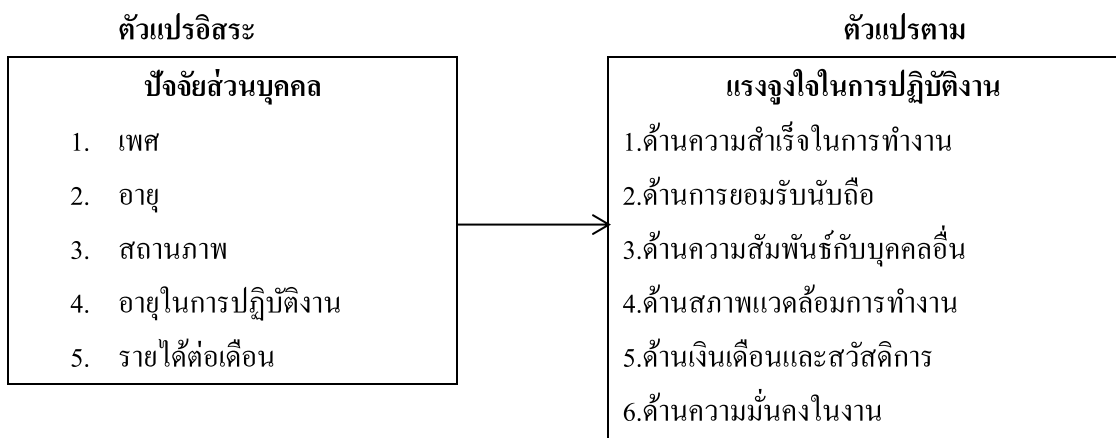 ตัวแปรอิสระ
ปัจจัยส่วนบุคคล
1. เพศ
2. อายุ
3. สถานภาพ
4. อายุในการปฏิบัติงาน
5. รายได้ต่อเดือน
ตัวแปรตาม
แรงจูงใจในการปฏิบัติงาน
1.ด้านความสำเร็จในการทำงาน
2.ด้านการยอมรับนับถือ
3.ด้านความสัมพันธ์กับบุคคลอื่น
4.ด้านสภาพแวดล้อมการทำงาน
5.ด้านเงินเดือนและสวัสดิการ
6.ด้านความมั่นคงในงาน